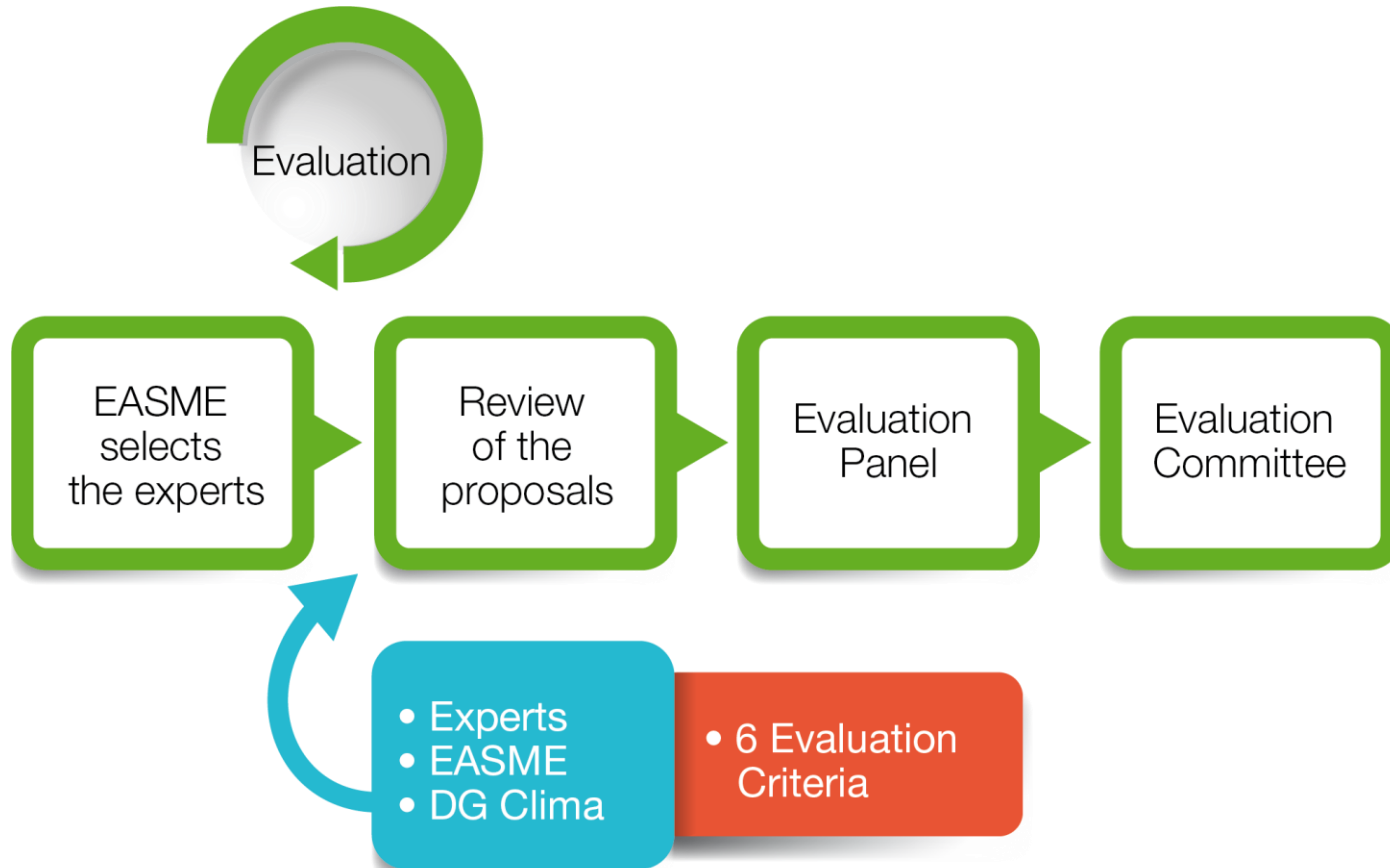 Evaluation
EASME
selects
the experts
Review
of the
proposals
Evaluation
Panel
Evaluation
Committee
• Experts
• EASME
• DG Clima
• 6 Evaluation
Criteria